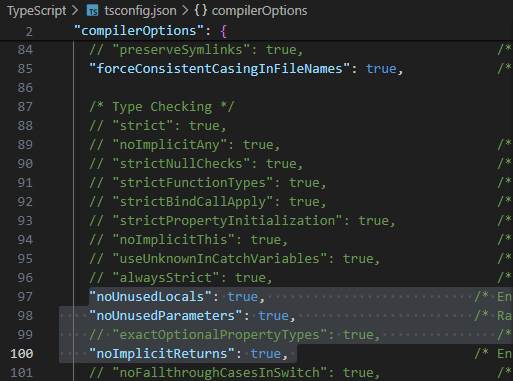 TypeScript > tsconfig.json > {} compilerOptions
2 "compilerOptions": {
84 // "preserveSymlinks": true, /*
85 "forceConsistentCasingInFileNames": true, /*
86
87 /* Type Checking */
88 // "strict": true,
89 // "noImplicitAny": true, /*
90 // "strictNullChecks": true, /*
91 // "strictFunctionTypes": true, /*
92 // "strictBindCallApply": true, /*
93 // "strictPropertyInitialization": true, /*
94 // "noImplicitThis": true, /*
95 // "useUnknownInCatchVariables": true, /*
96 // "alwaysStrict": true, /*
97 "noUnusedLocals": true, /* En
98 "noUnusedParameters": true, /* Ra
99 // "exactOptionalPropertyTypes": true, /*
100 "noImplicitReturns": true, /* En
101 // "noFallthroughCasesInSwitch": true, /*